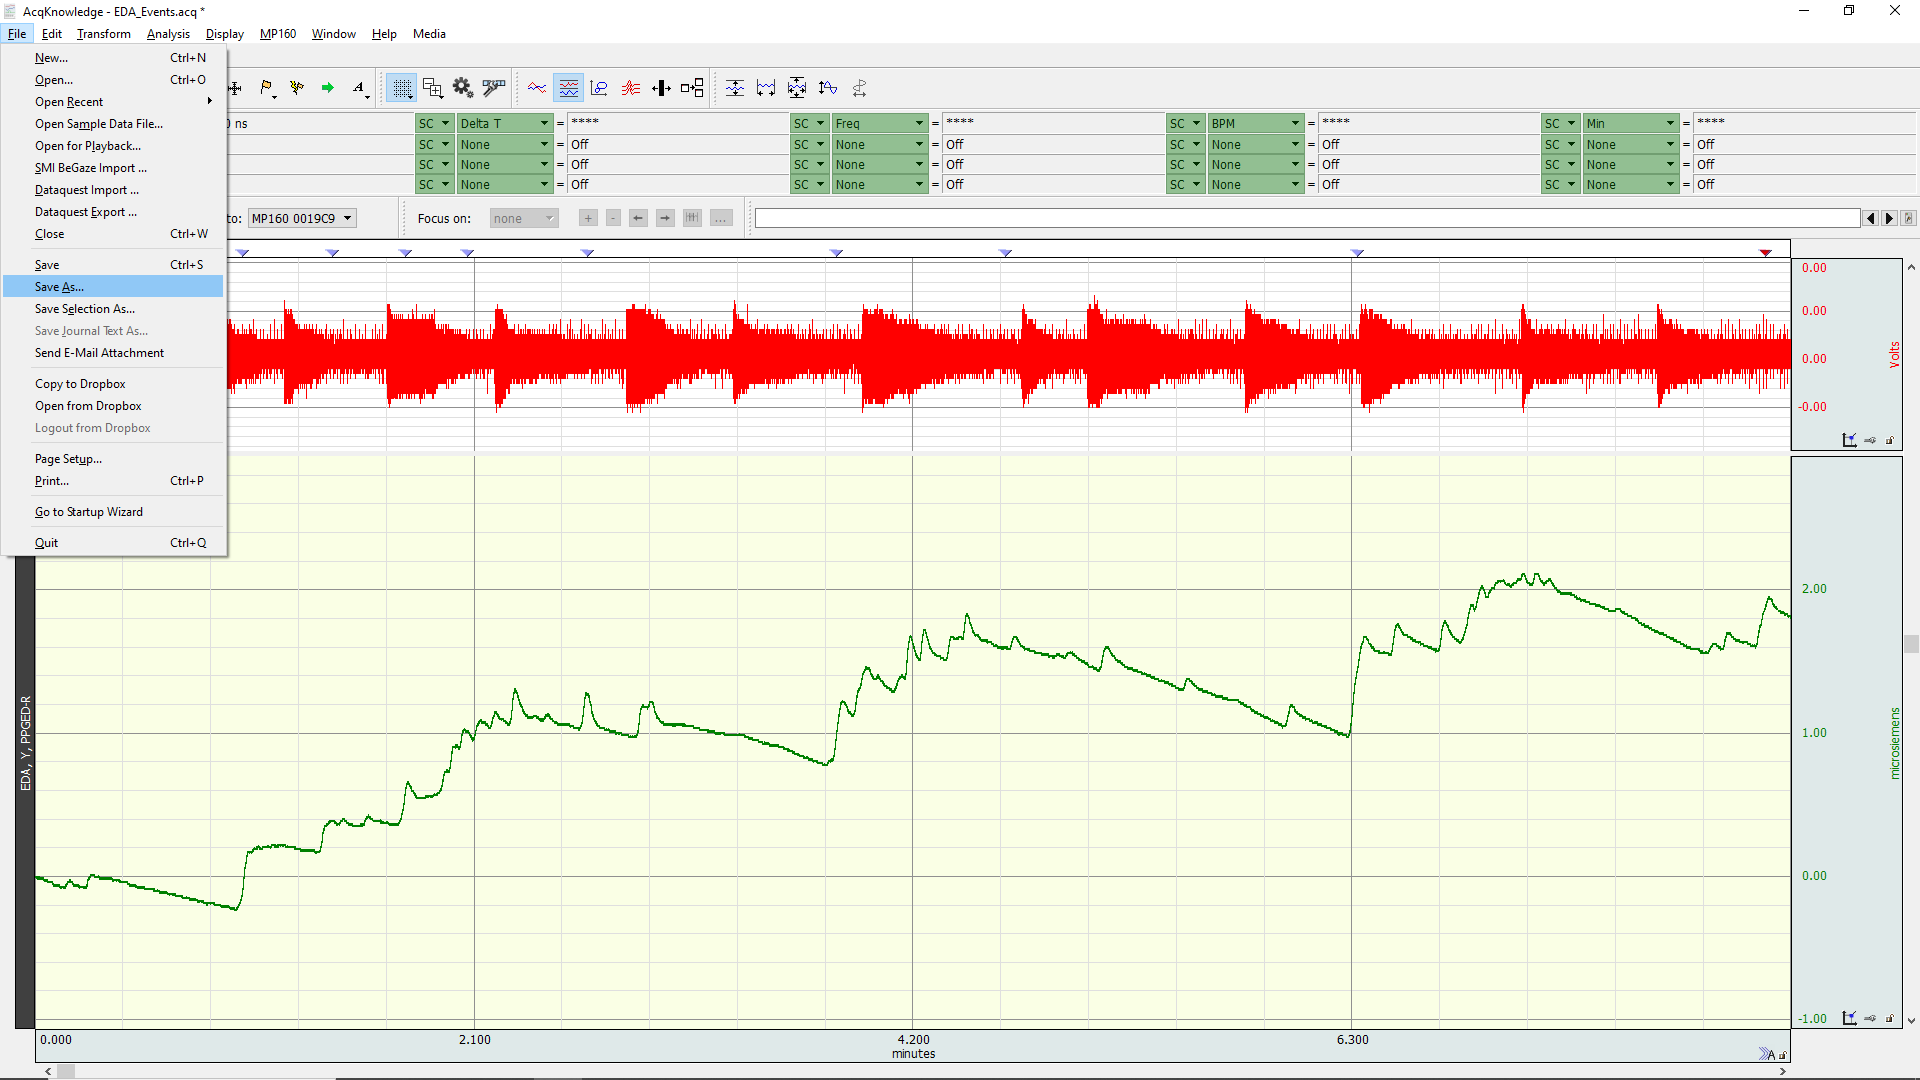 AcqKnowledge - EDA_Events.acq *
File Edit Transform Analysis Display MP160 Window Help Media
New... Ctrl+N
Open... Ctrl+O
Open Recent
Open Sample Data File...
Open for Playback...
SMI BeGaze Import ...
Dataquest Import ...
Dataquest Export ...
Close Ctrl+W
Save Ctrl+S
Save As...
Save Selection As...
Save Journal Text As...
Send E-Mail Attachment
Copy to Dropbox
Open from Dropbox
Logout from Dropbox
Page Setup...
Print... Ctrl+P
Go to Startup Wizard
Quit Ctrl+Q
0 ns SC Delta T = **** SC Freq = **** SC BPM = **** SC Min = ****
SC None = Off SC None = Off SC None = Off SC None = Off
SC None = Off SC None = Off SC None = Off SC None = Off
SC None = Off SC None = Off SC None = Off SC None = Off
to: MP160 0019C9 Focus on: none + - ...
0.00
0.00
0.00
-0.00
Volts
2.00
1.00
0.00
-1.00
microsiemens
EDA, Y, PPGED-R
0.000 2.100 4.200 6.300
minutes
A